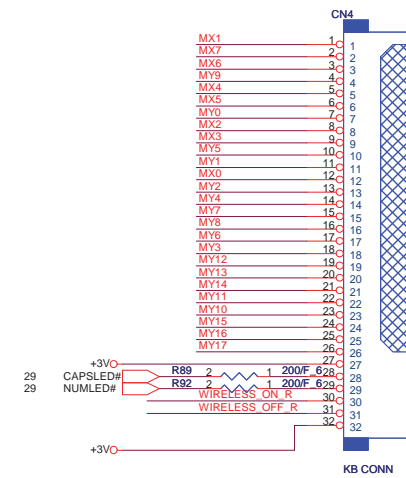 CN4
MX1 1 1
MX7 2 2
MX6 3 3
MY9 4 4
MX4 5 5
MX5 6 6
MY0 7 7
MX2 8 8
MX3 9 9
MY5 10 10
MY1 11 11
MX0 12 12
MY2 13 13
MY4 14 14
MY7 15 15
MY8 16 16
MY6 17 17
MY3 18 18
MY12 19 19
MY13 20 20
MY14 21 21
MY11 22 22
MY10 23 23
MY15 24 24
MY16 25 25
MY17 26 26
+3V 27 27
29 CAPSLED# R89 2 1 200/F_6 28 28
29 NUMLED# R92 2 1 200/F_6 29 29
WIRELESS_ON_R 30 30
WIRELESS_OFF_R 31 31
32 32
+3V
KB CONN